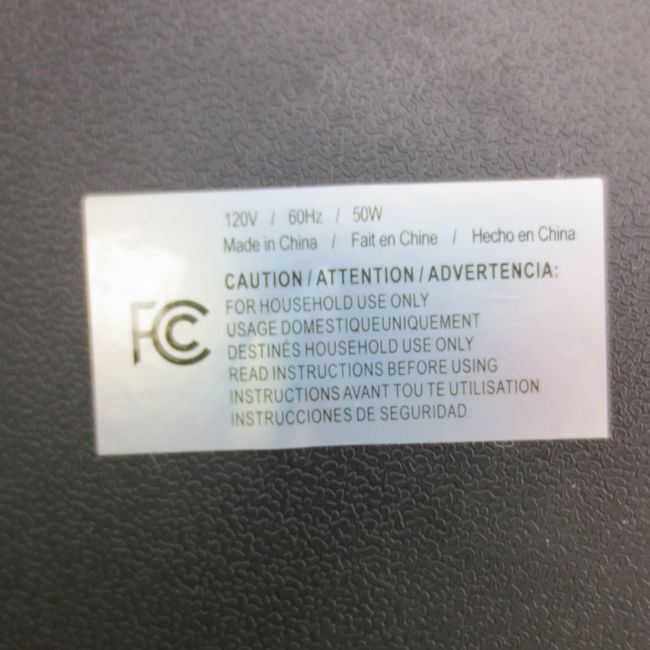 120V / 60Hz / 50W
Made in China / Fait en Chine / Hecho en China
CAUTION / ATTENTION / ADVERTENCIA:
FC
FOR HOUSEHOLD USE ONLY
USAGE DOMESTIQUEUNIQUEMENT
DESTINÉS HOUSEHOLD USE ONLY
READ INSTRUCTIONS BEFORE USING
INSTRUCTIONS AVANT TOU TE UTILISATION
INSTRUCCIONES DE SEGURIDAD